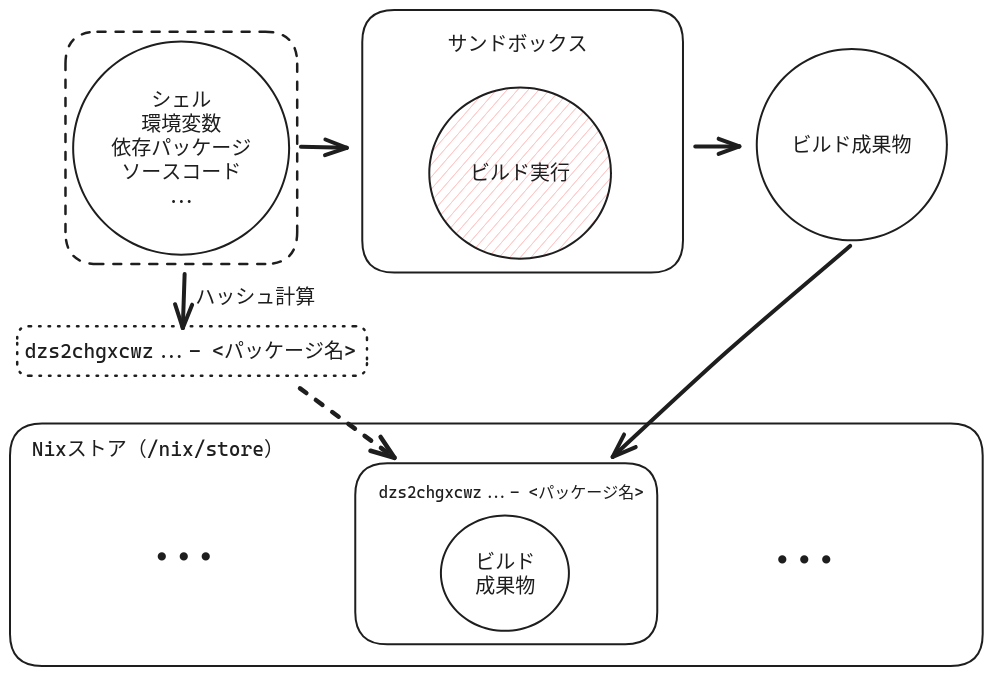 シェル
環境変数
依存パッケージ
ソースコード
...
サンドボックス
ビルド実行
ビルド成果物
ハッシュ計算
dzs2chgxcwz...- <パッケージ名>
Nixストア（/nix/store）
dzs2chgxcwz...- <パッケージ名>
...
ビルド
成果物
...